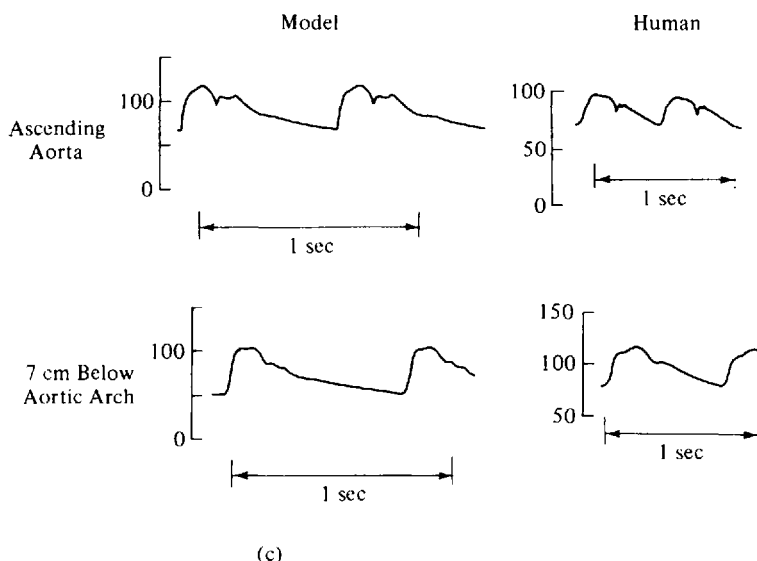 Model
Human
Ascending
Aorta
100
0
1 sec
100
50
0
1 sec
7 cm Below
Aortic Arch
100
0
1 sec
150
100
50
1 sec
(c)